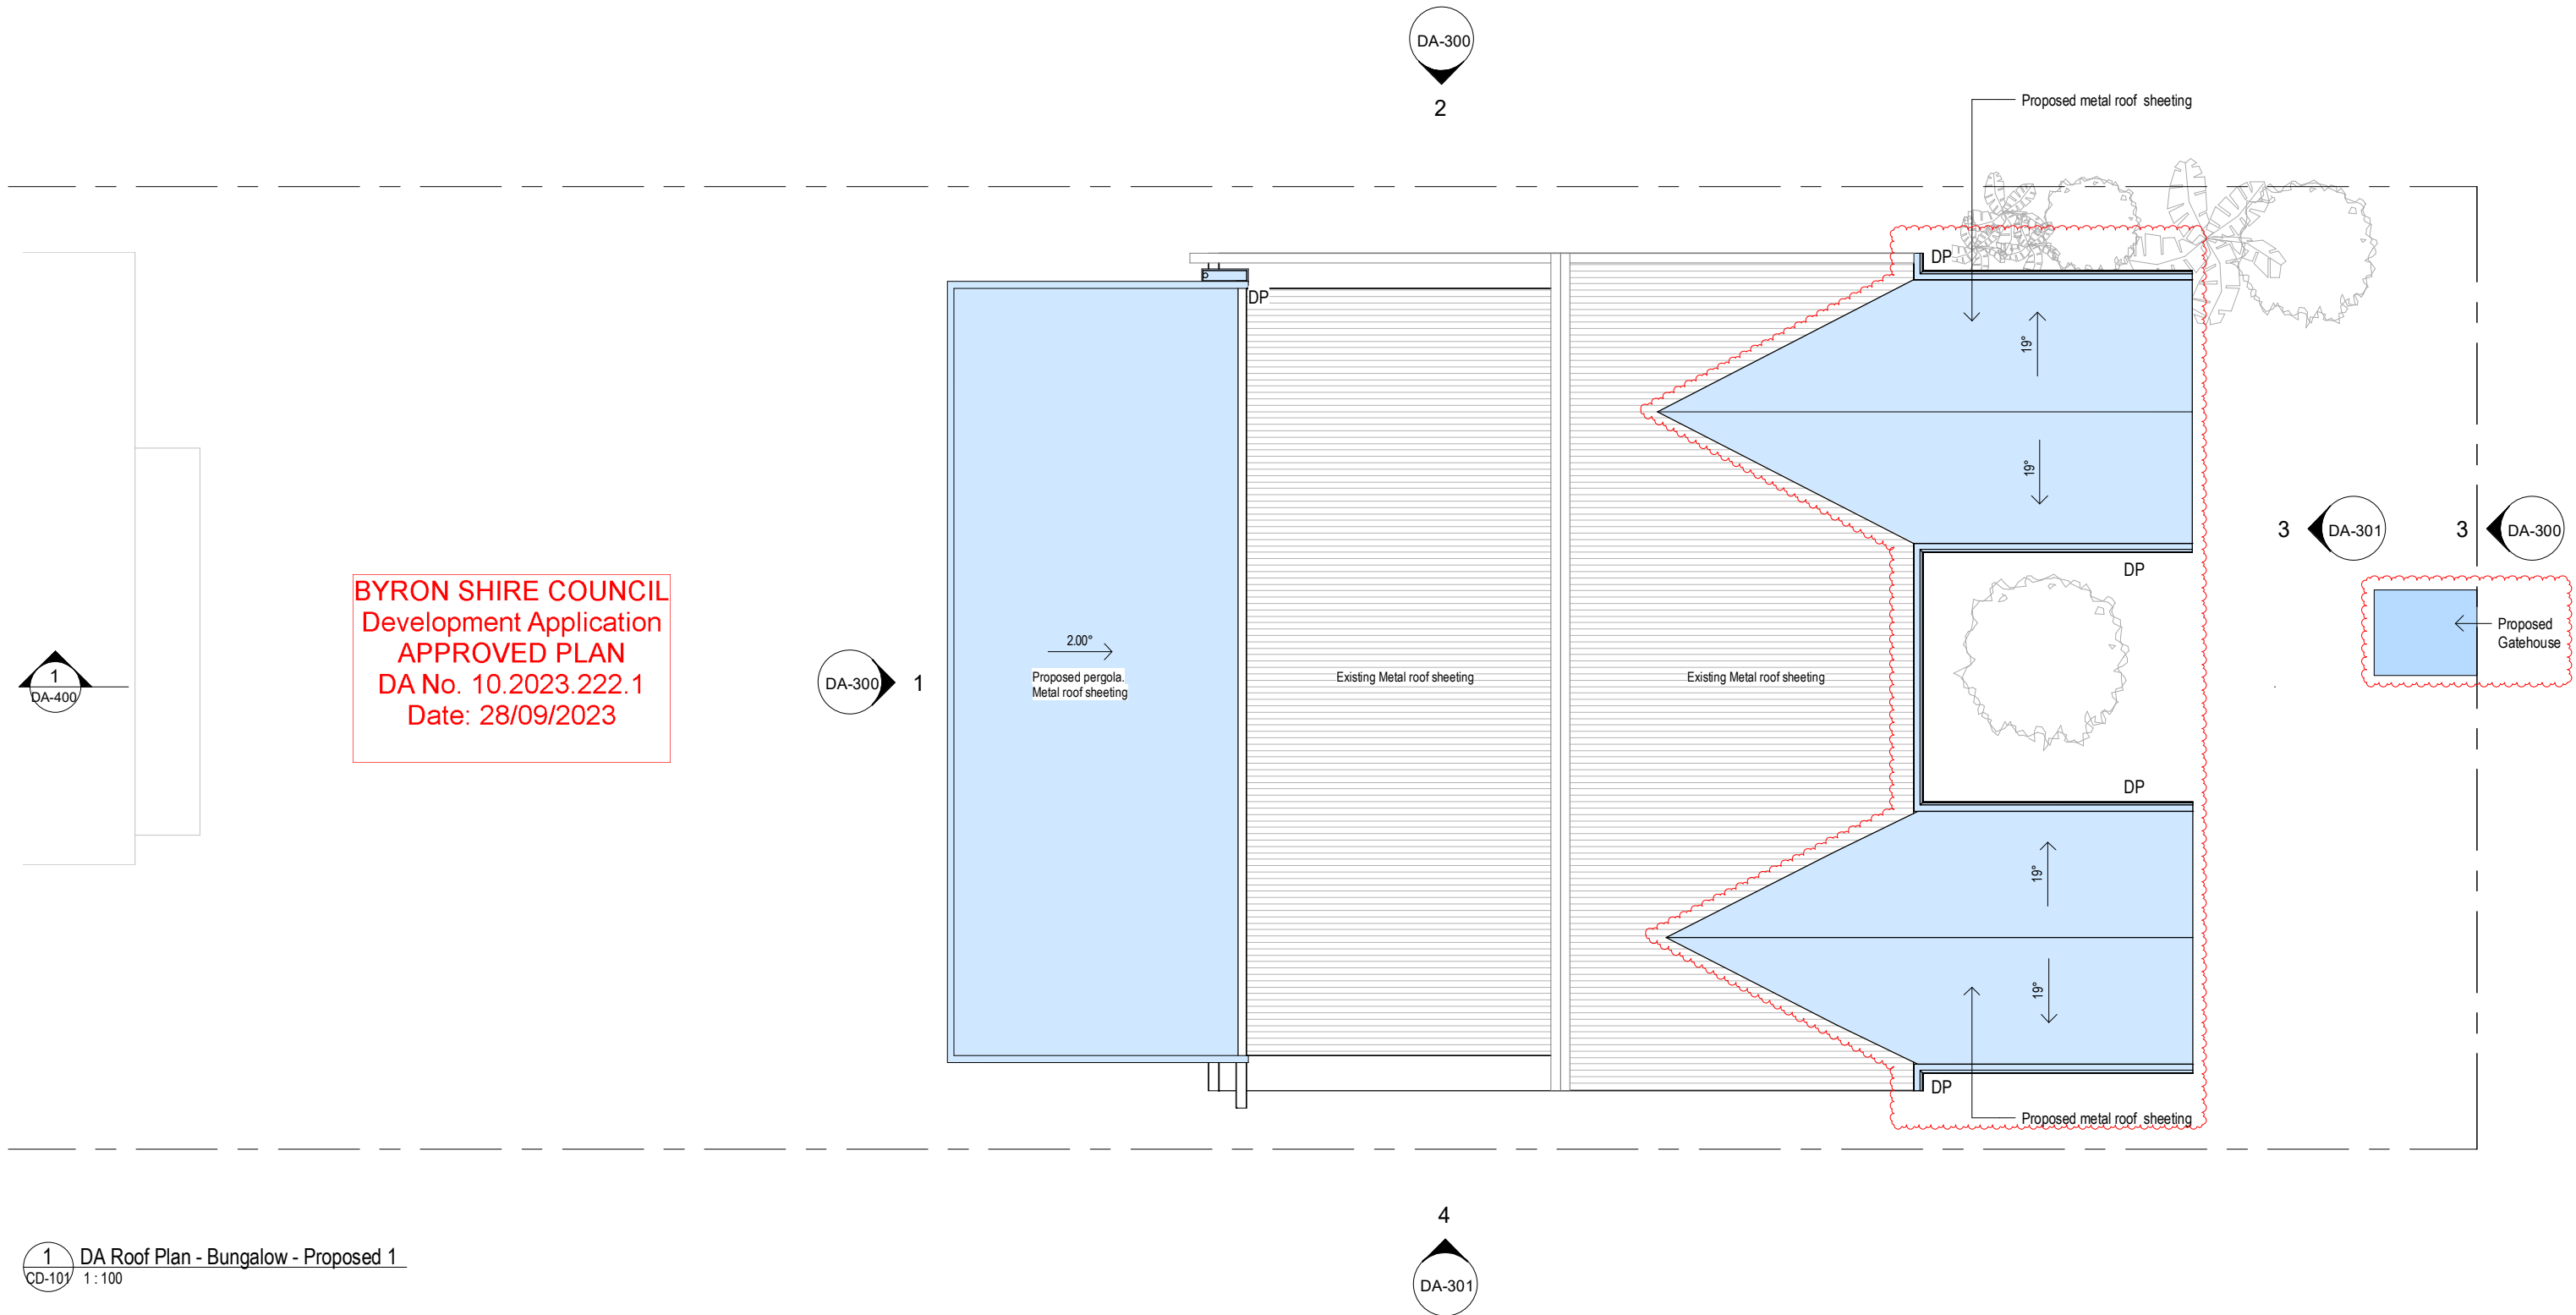 DA-300
2
Proposed metal roof sheeting
DP
DP
19°
19°
3
DA-301
3
DA-300
DP
Proposed
Gatehouse
BYRON SHIRE COUNCIL
Development Application
APPROVED PLAN
DA No. 10.2023.222.1
Date: 28/09/2023
1
DA-400
DA-300
1
2.00°
Proposed pergola.
Metal roof sheeting
Existing Metal roof sheeting
Existing Metal roof sheeting
DP
19°
19°
DP
Proposed metal roof sheeting
4
DA-301
1
CD-101
DA Roof Plan - Bungalow - Proposed 1
1 : 100